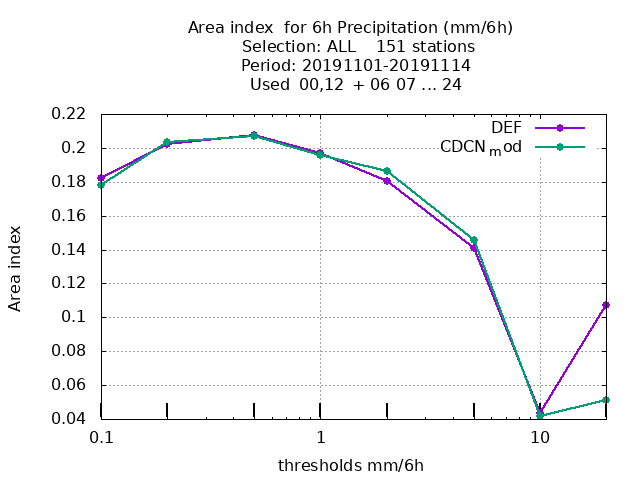 Area index  for 6h Precipitation (mm/6h)
Selection: ALL    151 stations
Period: 20191101-20191114
Used  00,12  + 06 07 ... 24
DEF
CDCNmod
0.22
0.2
0.18
0.16
0.14
0.12
0.1
0.08
0.06
0.04
Area index
0.1
1
10
thresholds mm/6h